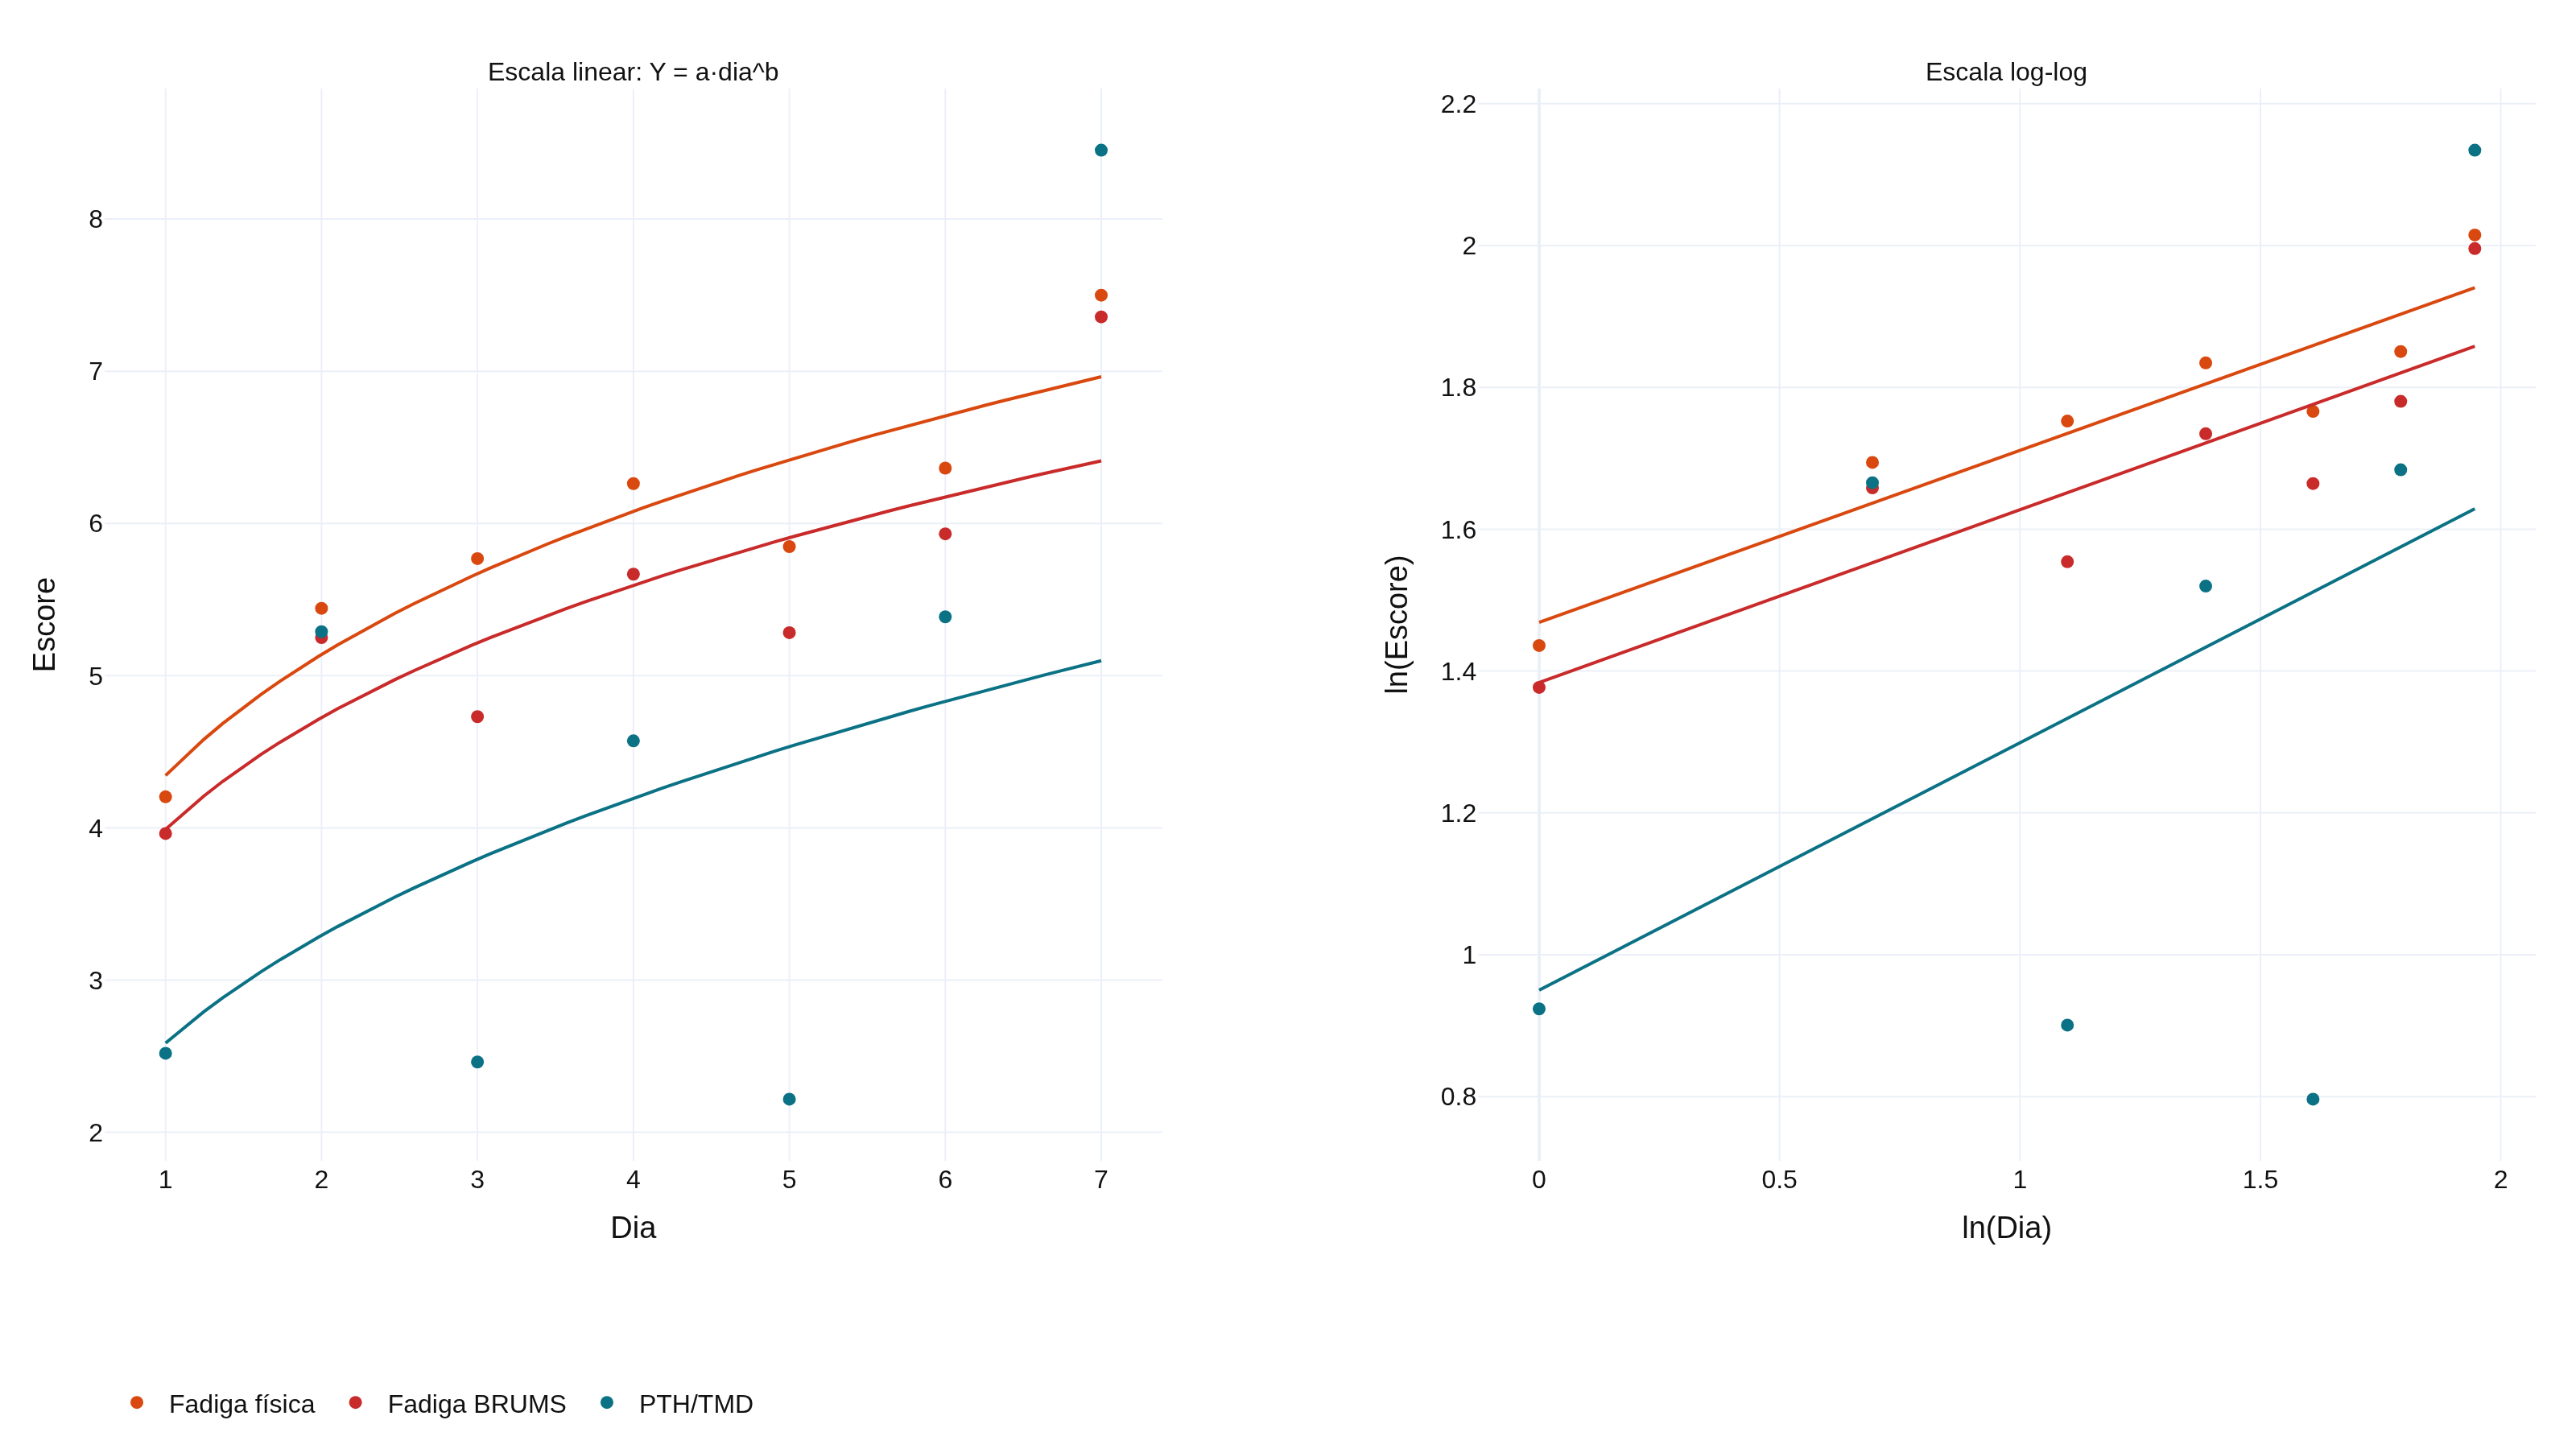 Escala linear: Y = a·dia^b
Escala log-log
8
7
6
5
4
3
2
Escore
1 2 3 4 5 6 7
Dia
2.2
2
1.8
1.6
1.4
1.2
1
0.8
ln(Escore)
0 0.5 1 1.5 2
ln(Dia)
Fadiga física Fadiga BRUMS PTH/TMD